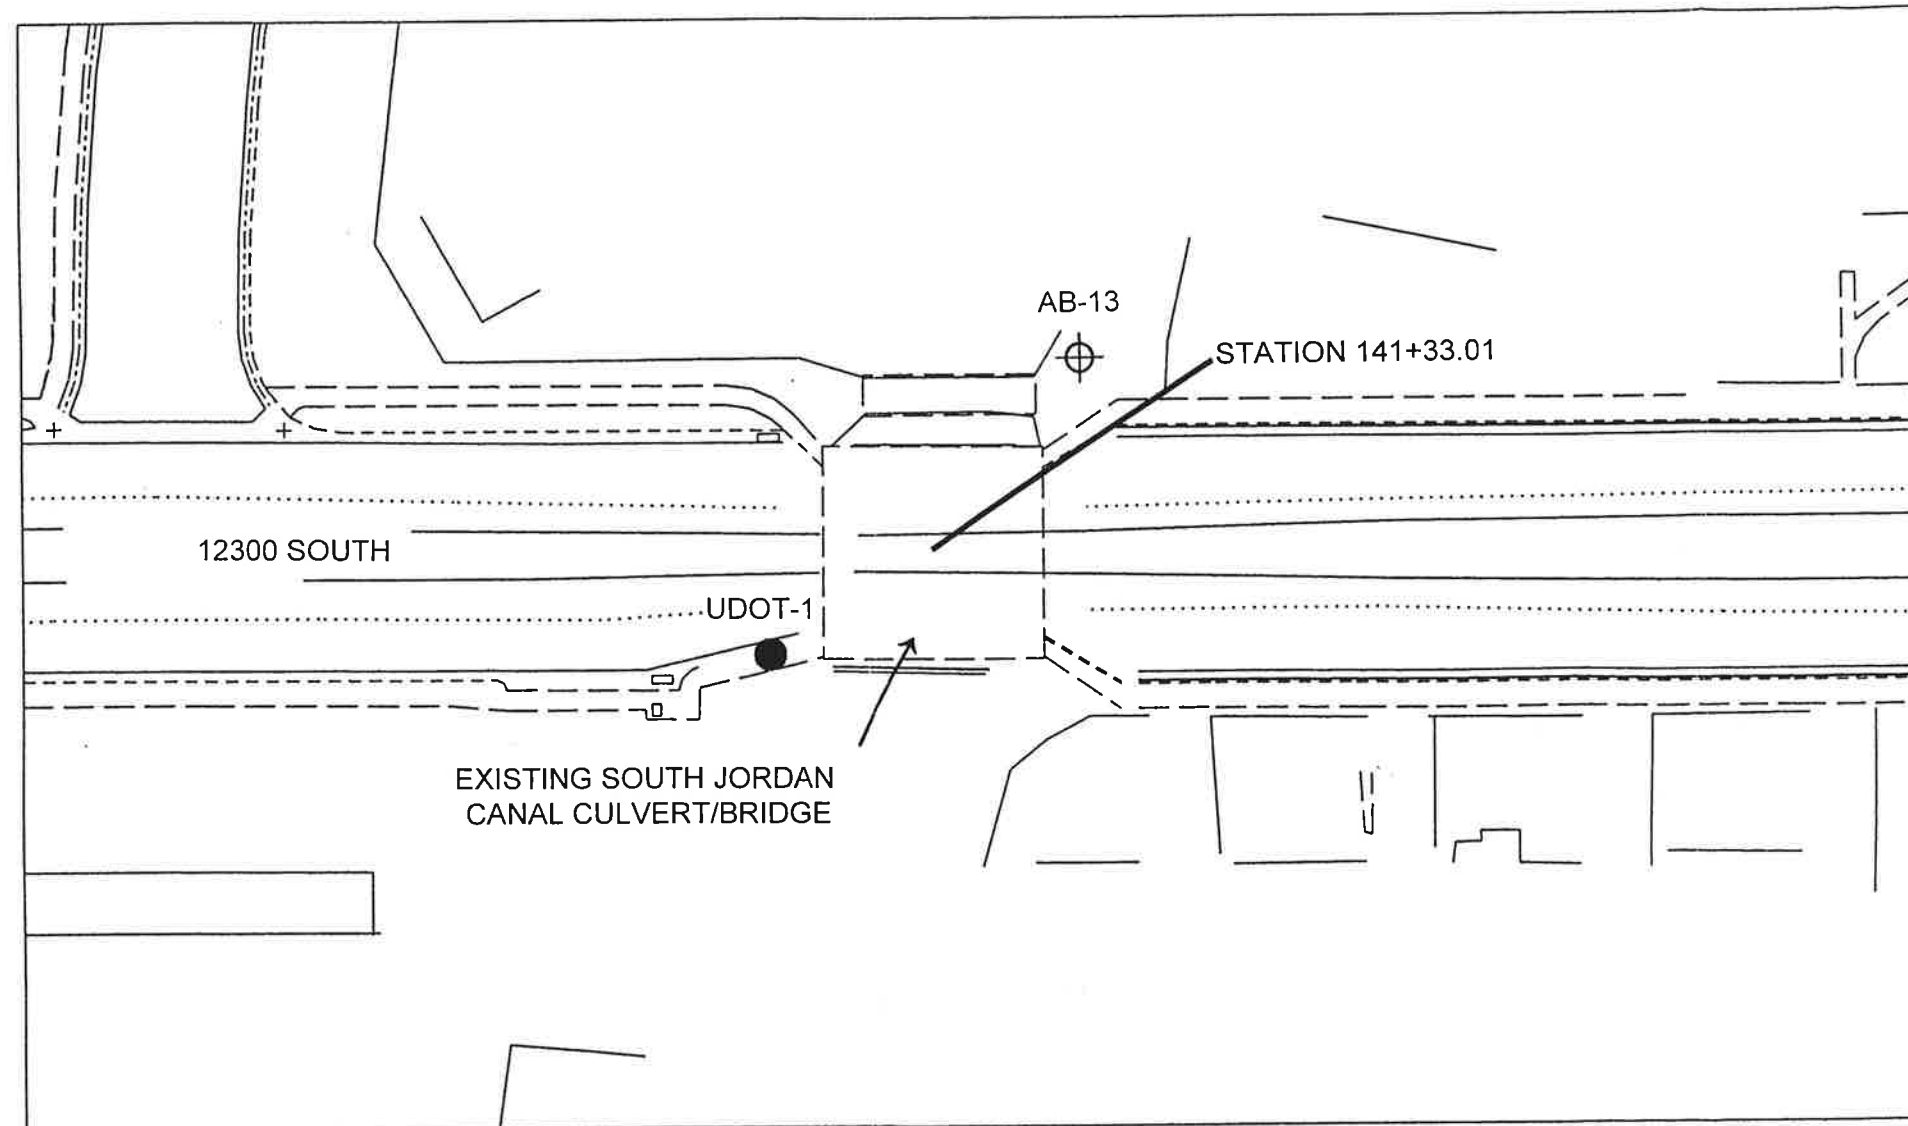 AB-13
STATION 141+33.01
12300 SOUTH
UDOT-1
EXISTING SOUTH JORDAN
CANAL CULVERT/BRIDGE